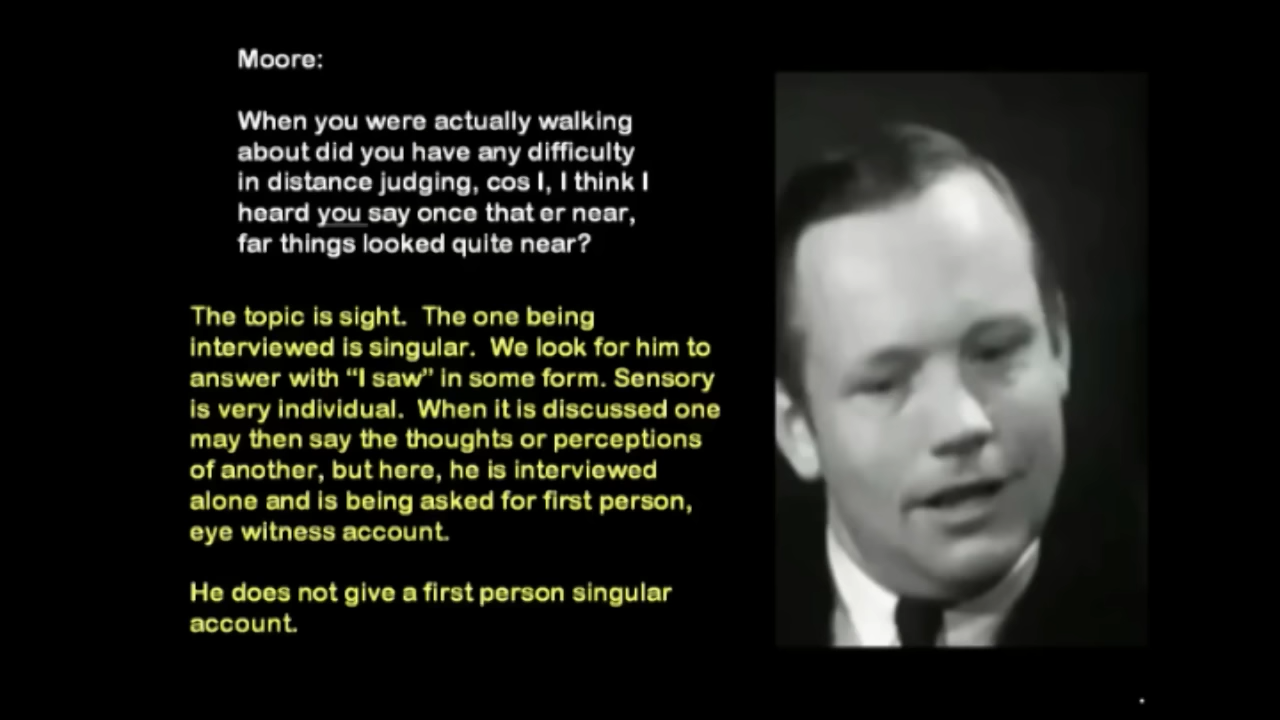 Moore:
When you were actually walking
about did you have any difficulty
in distance judging, cos I, I think I
heard you say once that er near,
far things looked quite near?
The topic is sight.  The one being
interviewed is singular.  We look for him to
answer with “I saw” in some form. Sensory
is very individual.  When it is discussed one
may then say the thoughts or perceptions
of another, but here, he is interviewed
alone and is being asked for first person,
eye witness account.
He does not give a first person singular
account.